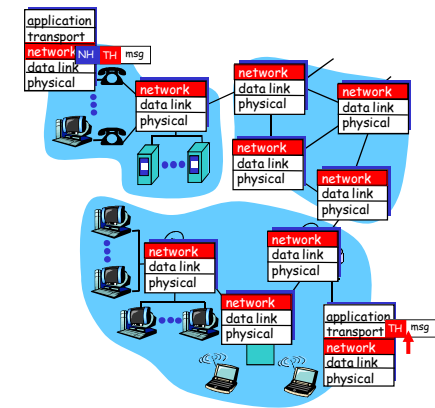 application
transport
network NH TH msg
data link
physical
network
data link
physical
network
data link
physical
network
data link
physical
network
data link
physical
network
data link
physical
network
data link
physical
network
data link
physical
network
data link
physical
application
transport TH msg
network
data link
physical